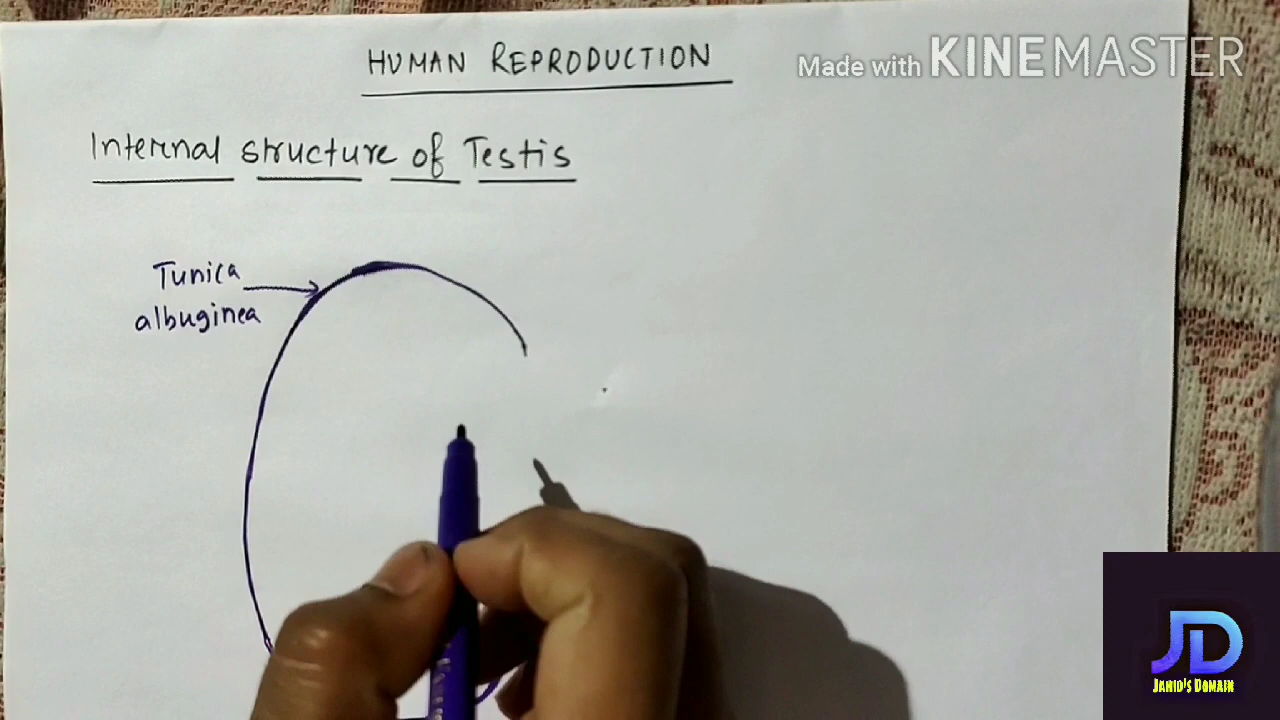 HUMAN REPRODUCTION
Made with KINEMASTER
Internal structure of Testis
Tunica
albuginea
JD
JAHID'S DOMAIN